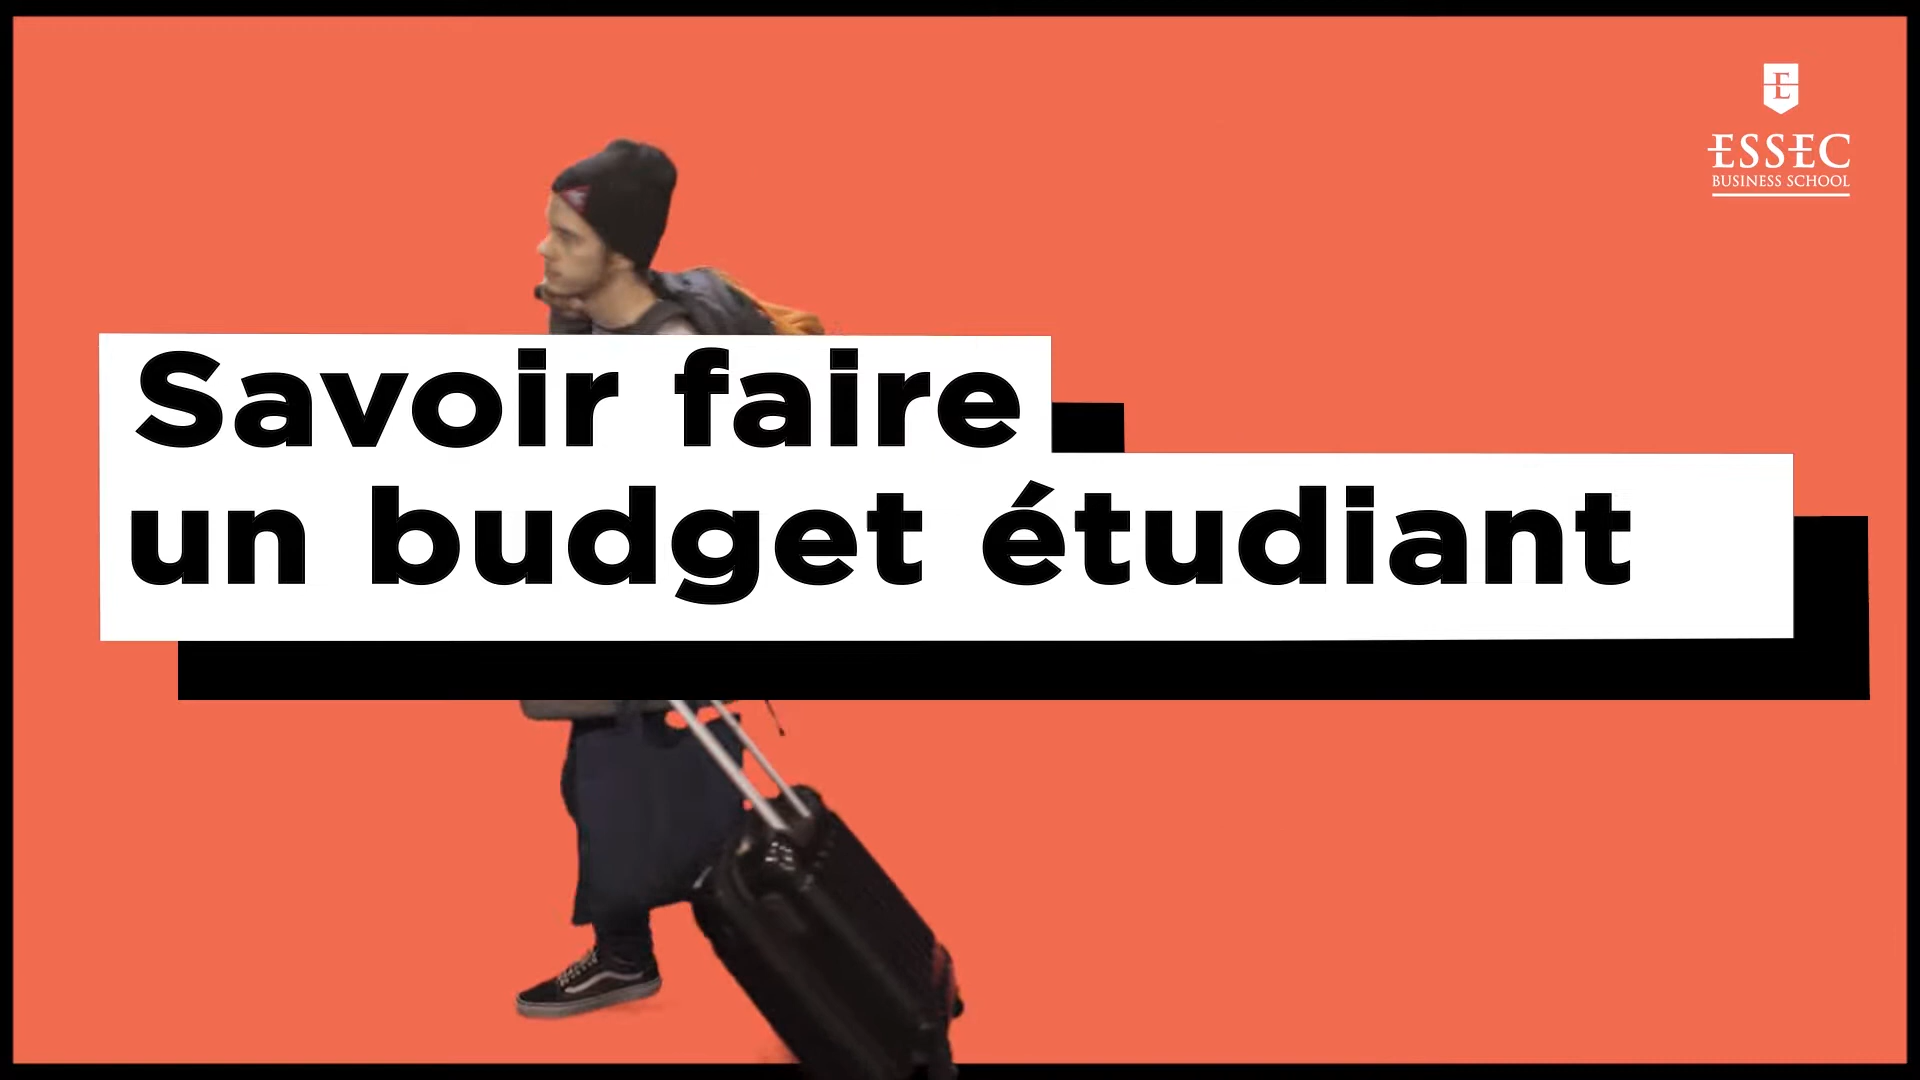 E
ESSEC
BUSINESS SCHOOL
Savoir faire
un budget étudiant